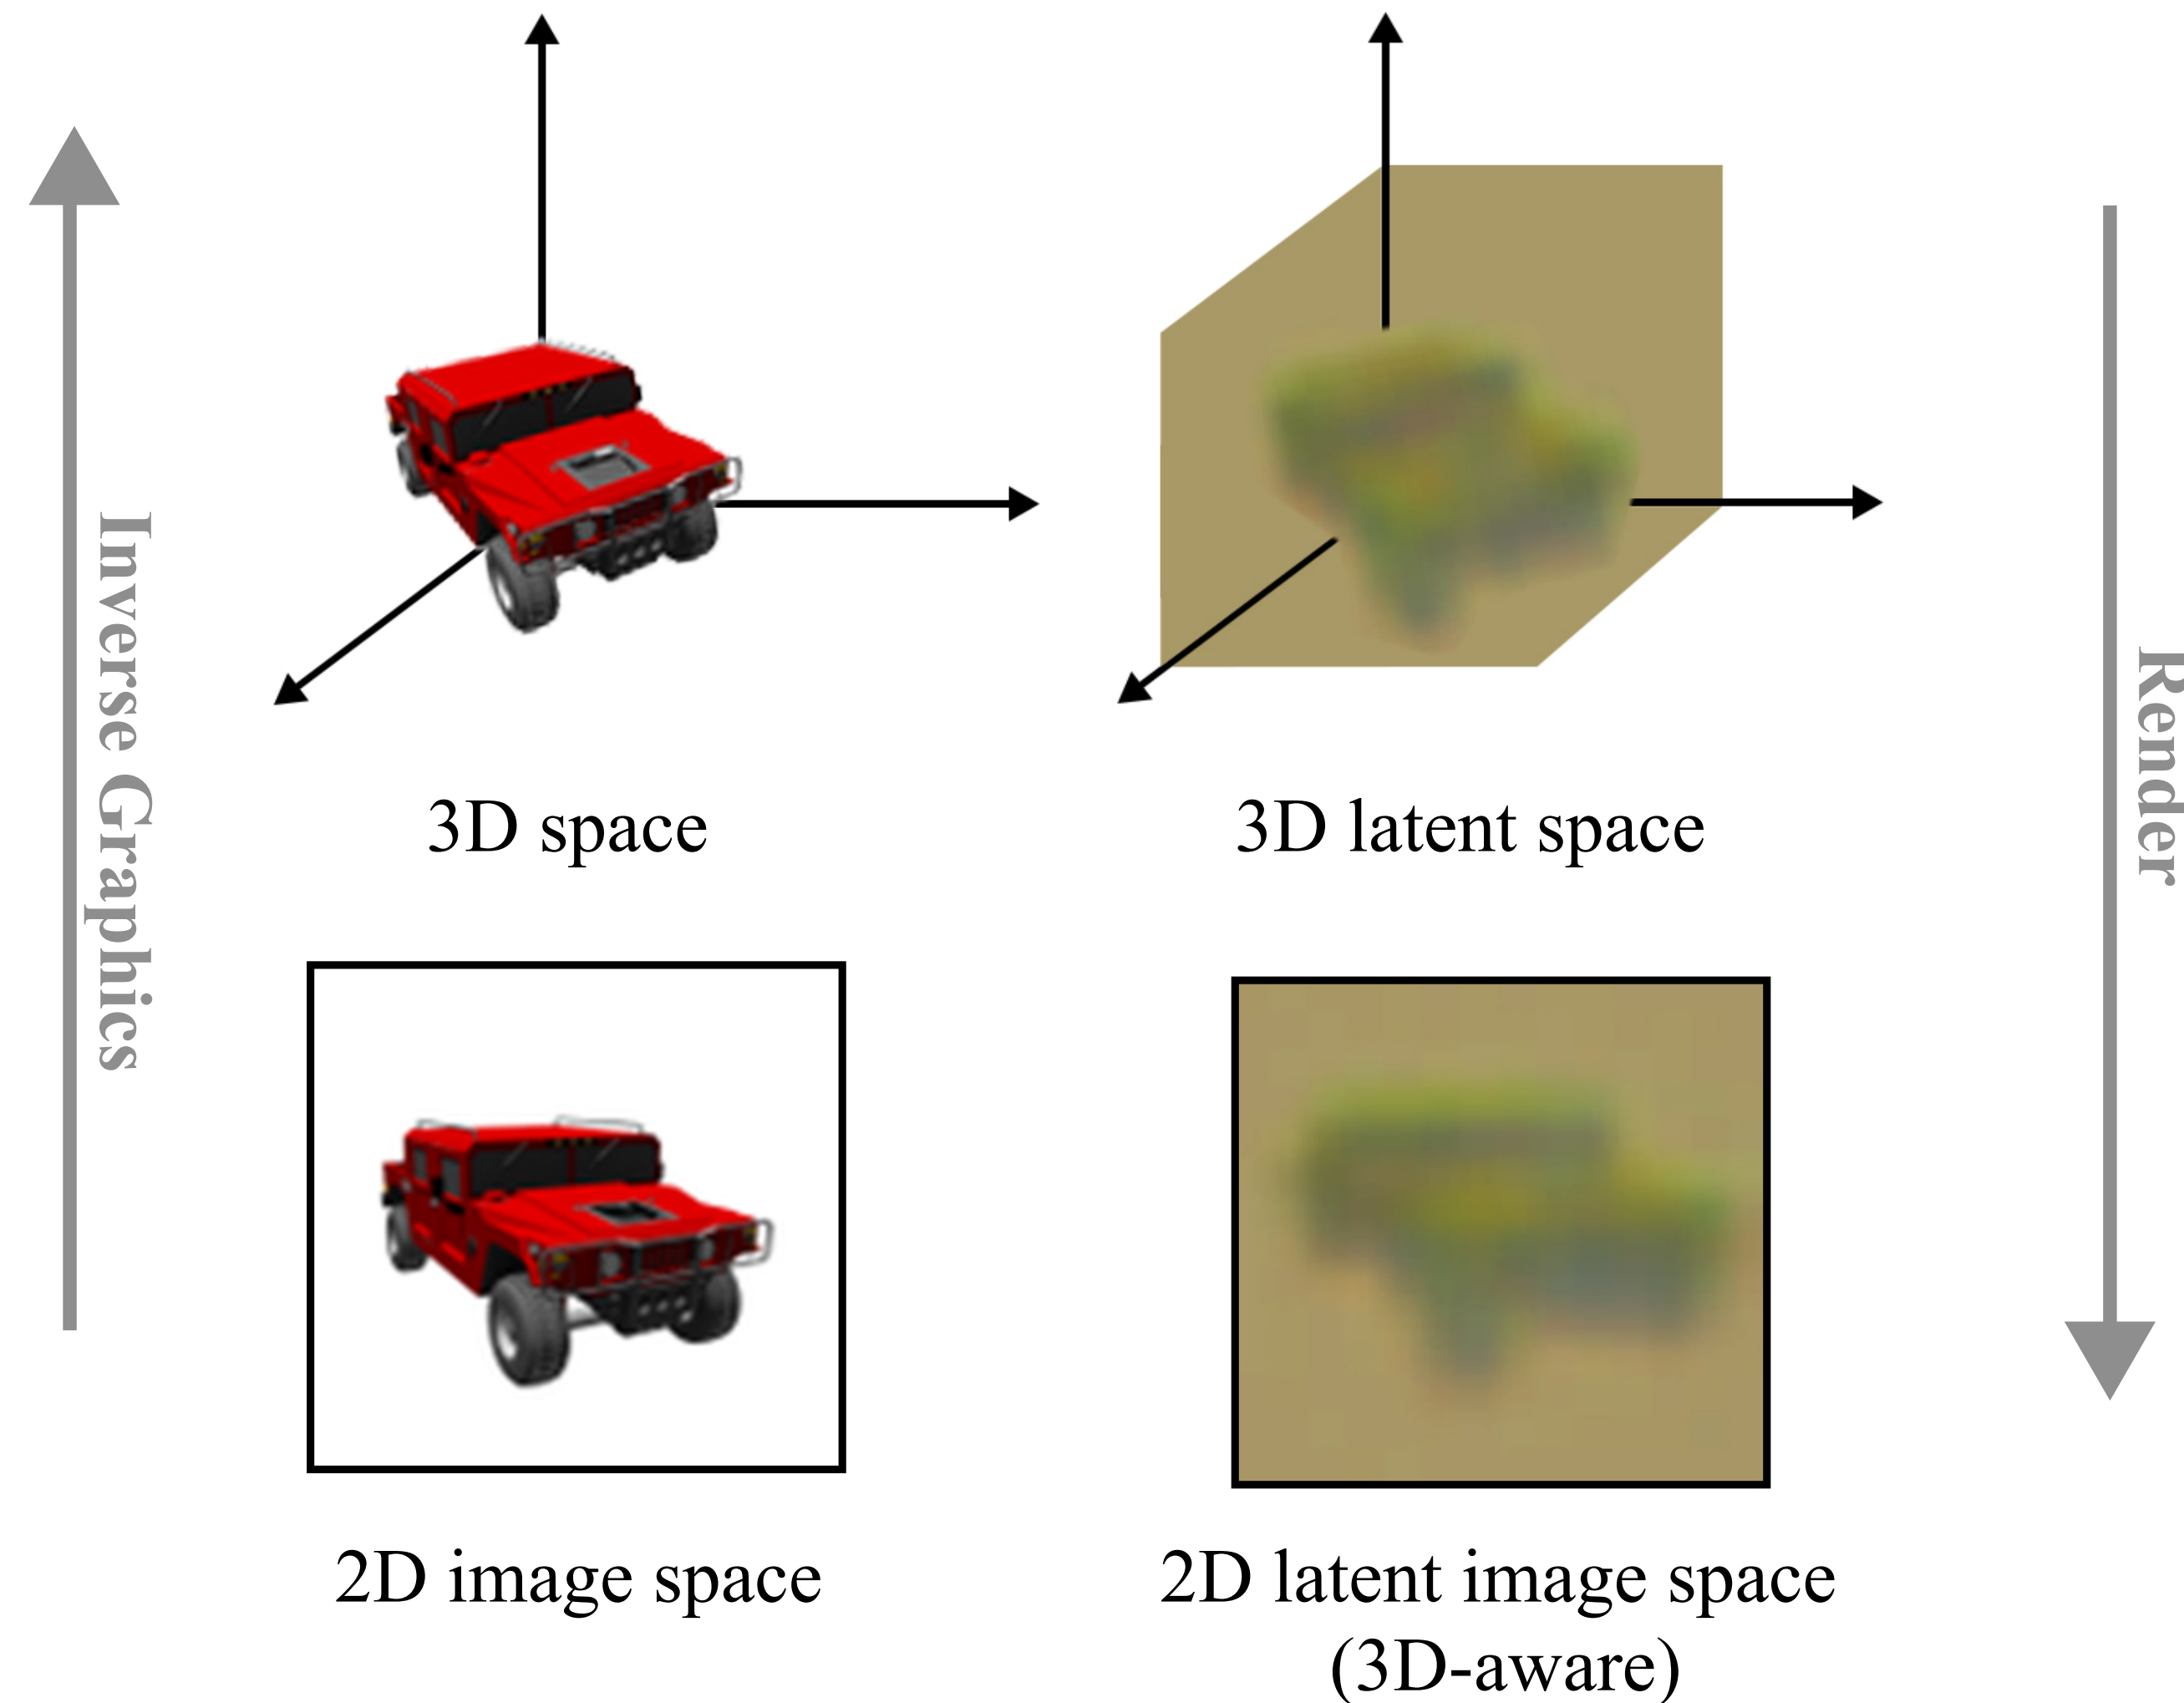 Inverse Graphics
3D space
3D latent space
Render
2D image space
2D latent image space
(3D-aware)